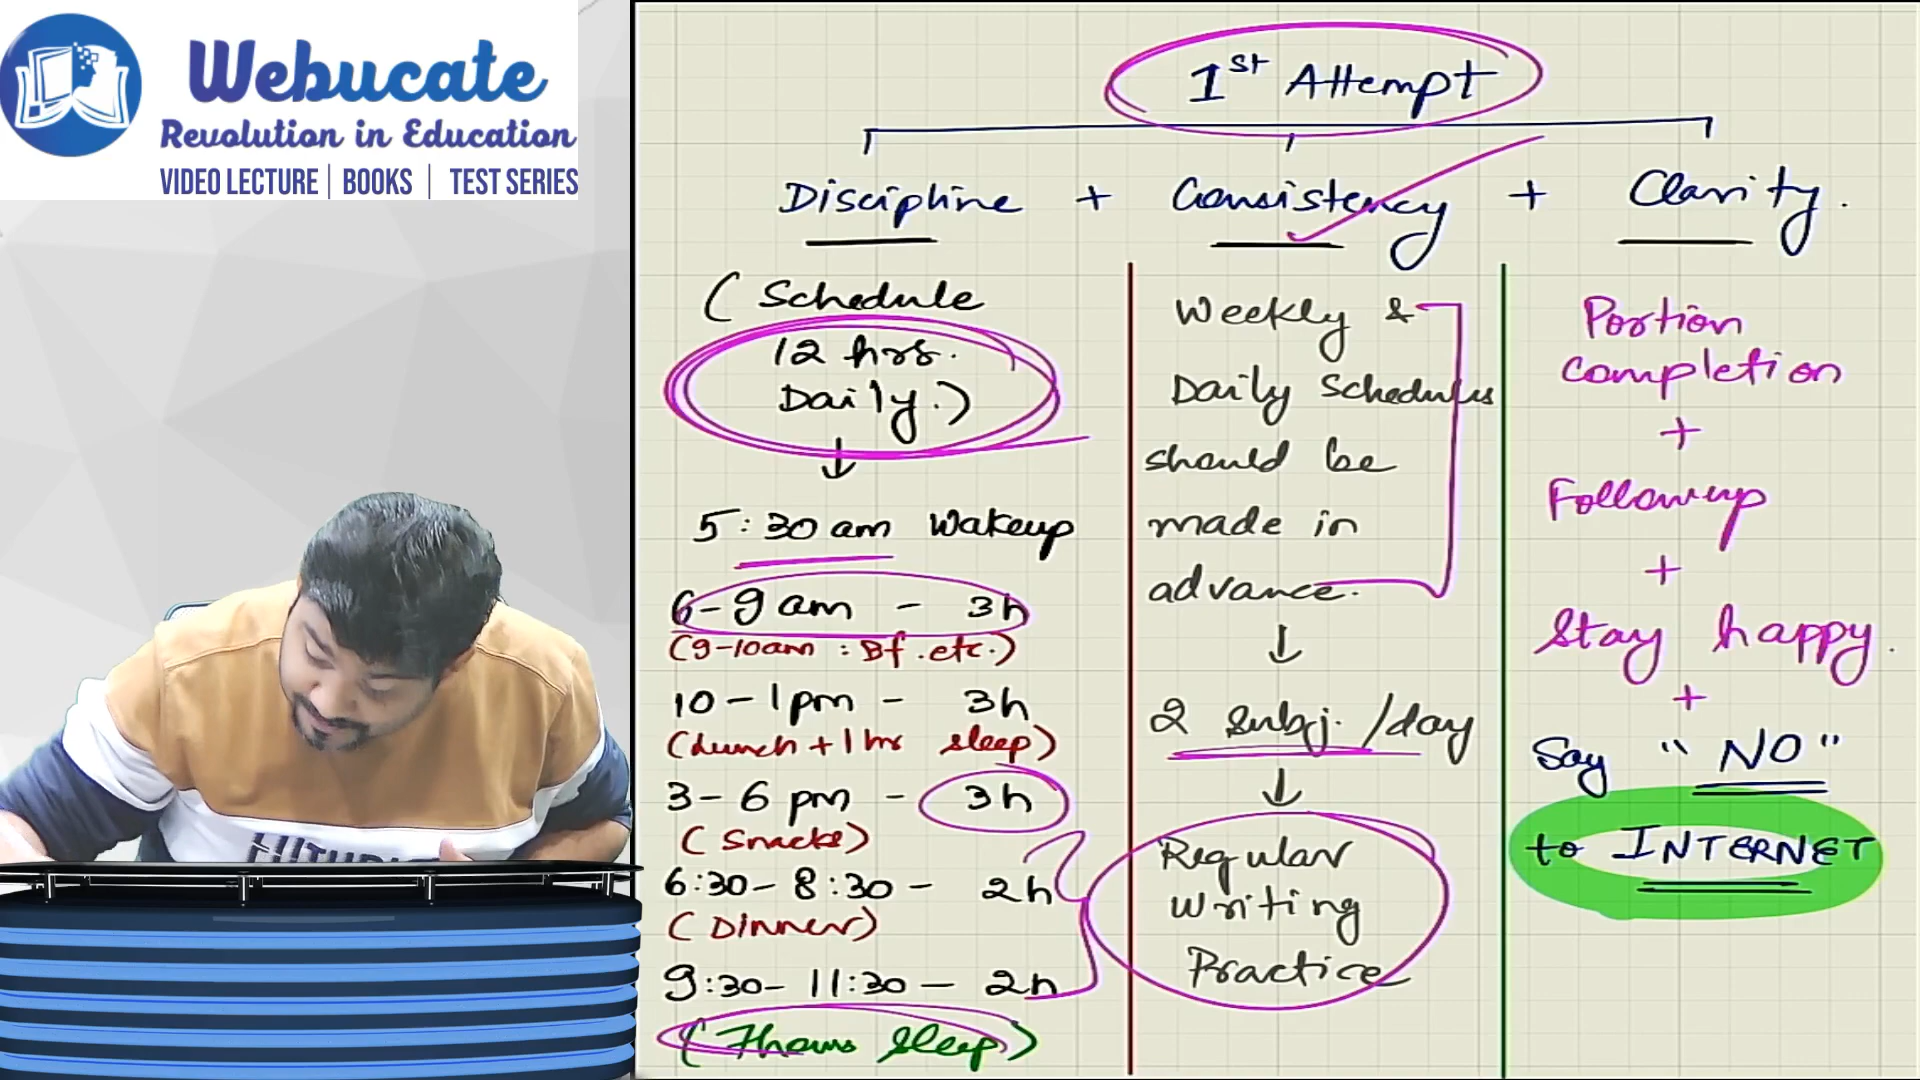 Webucate
Revolution in Education
VIDEO LECTURE | BOOKS | TEST SERIES
1st Attempt
Discipline + Consistency + Clarity.
(Schedule
12 hrs.
Daily.)
↓
5:30 am Wakeup
6-9 am - 3h
(9-10am : Bf. etc.)
10-1pm - 3h
(Lunch + 1 hr sleep)
3-6 pm - 3h
(Snacks)
6:30-8:30 - 2h
(Dinner)
9:30-11:30 - 2h
(7hours sleep)
Weekly &
Daily Schedules
should be
made in
advance.
↓
2 subj. /day
↓
Regular
Writing
Practice
Portion
completion
+
Followup
+
Stay happy.
+
Say "NO"
to INTERNET